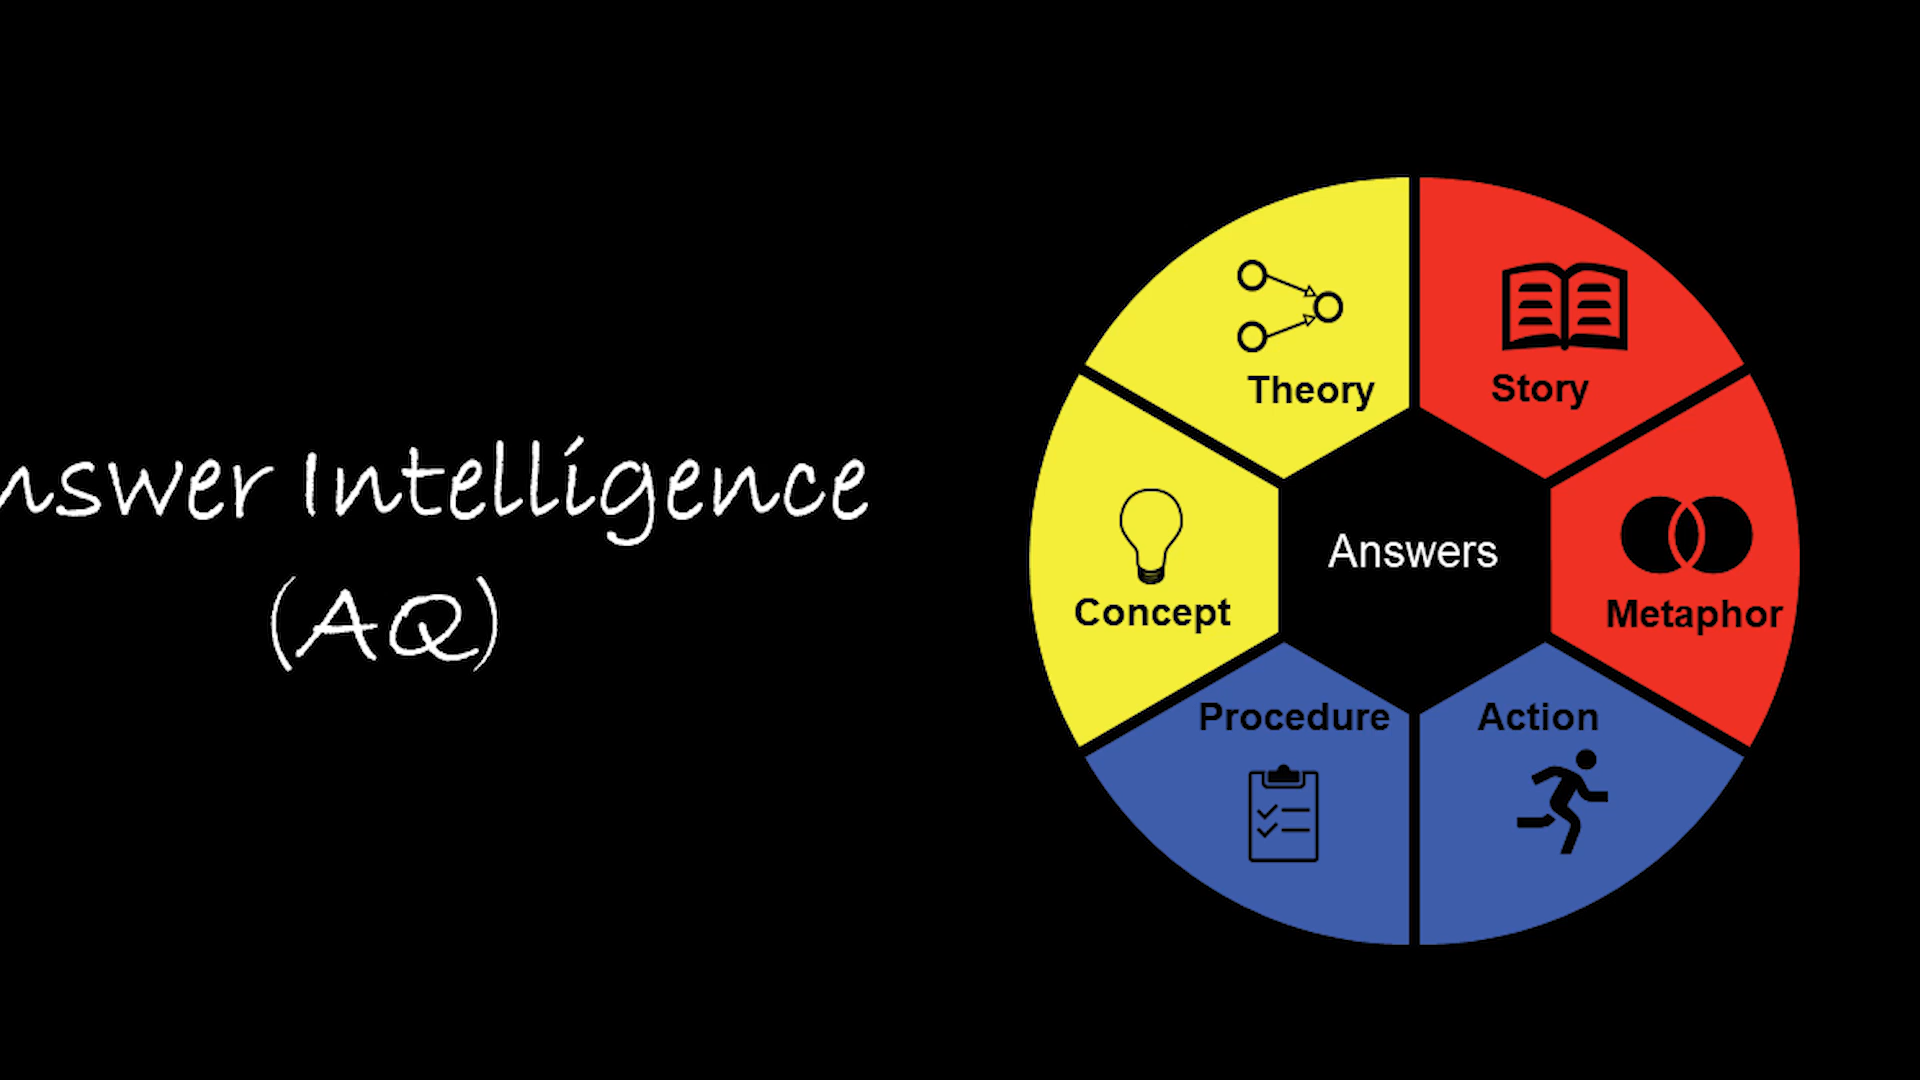 nswer Intelligence
(AQ)
Theory
Story
Concept
Answers
Metaphor
Procedure
Action